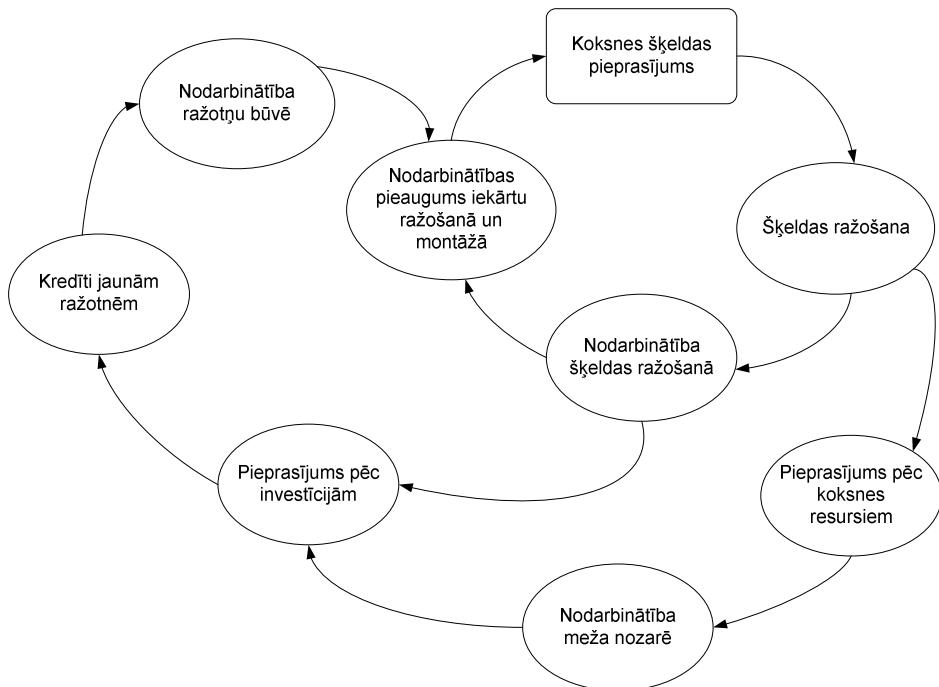 Koksnes šķeldas
pieprasījums
Nodarbinātība
ražotņu būvē
Nodarbinātības
pieaugums iekārtu
ražošanā un
montāžā
Šķeldas ražošana
Kredīti jaunām
ražotnēm
Nodarbinātība
šķeldas ražošanā
Pieprasījums pēc
investīcijām
Pieprasījums pēc
koksnes
resursiem
Nodarbinātība
meža nozarē